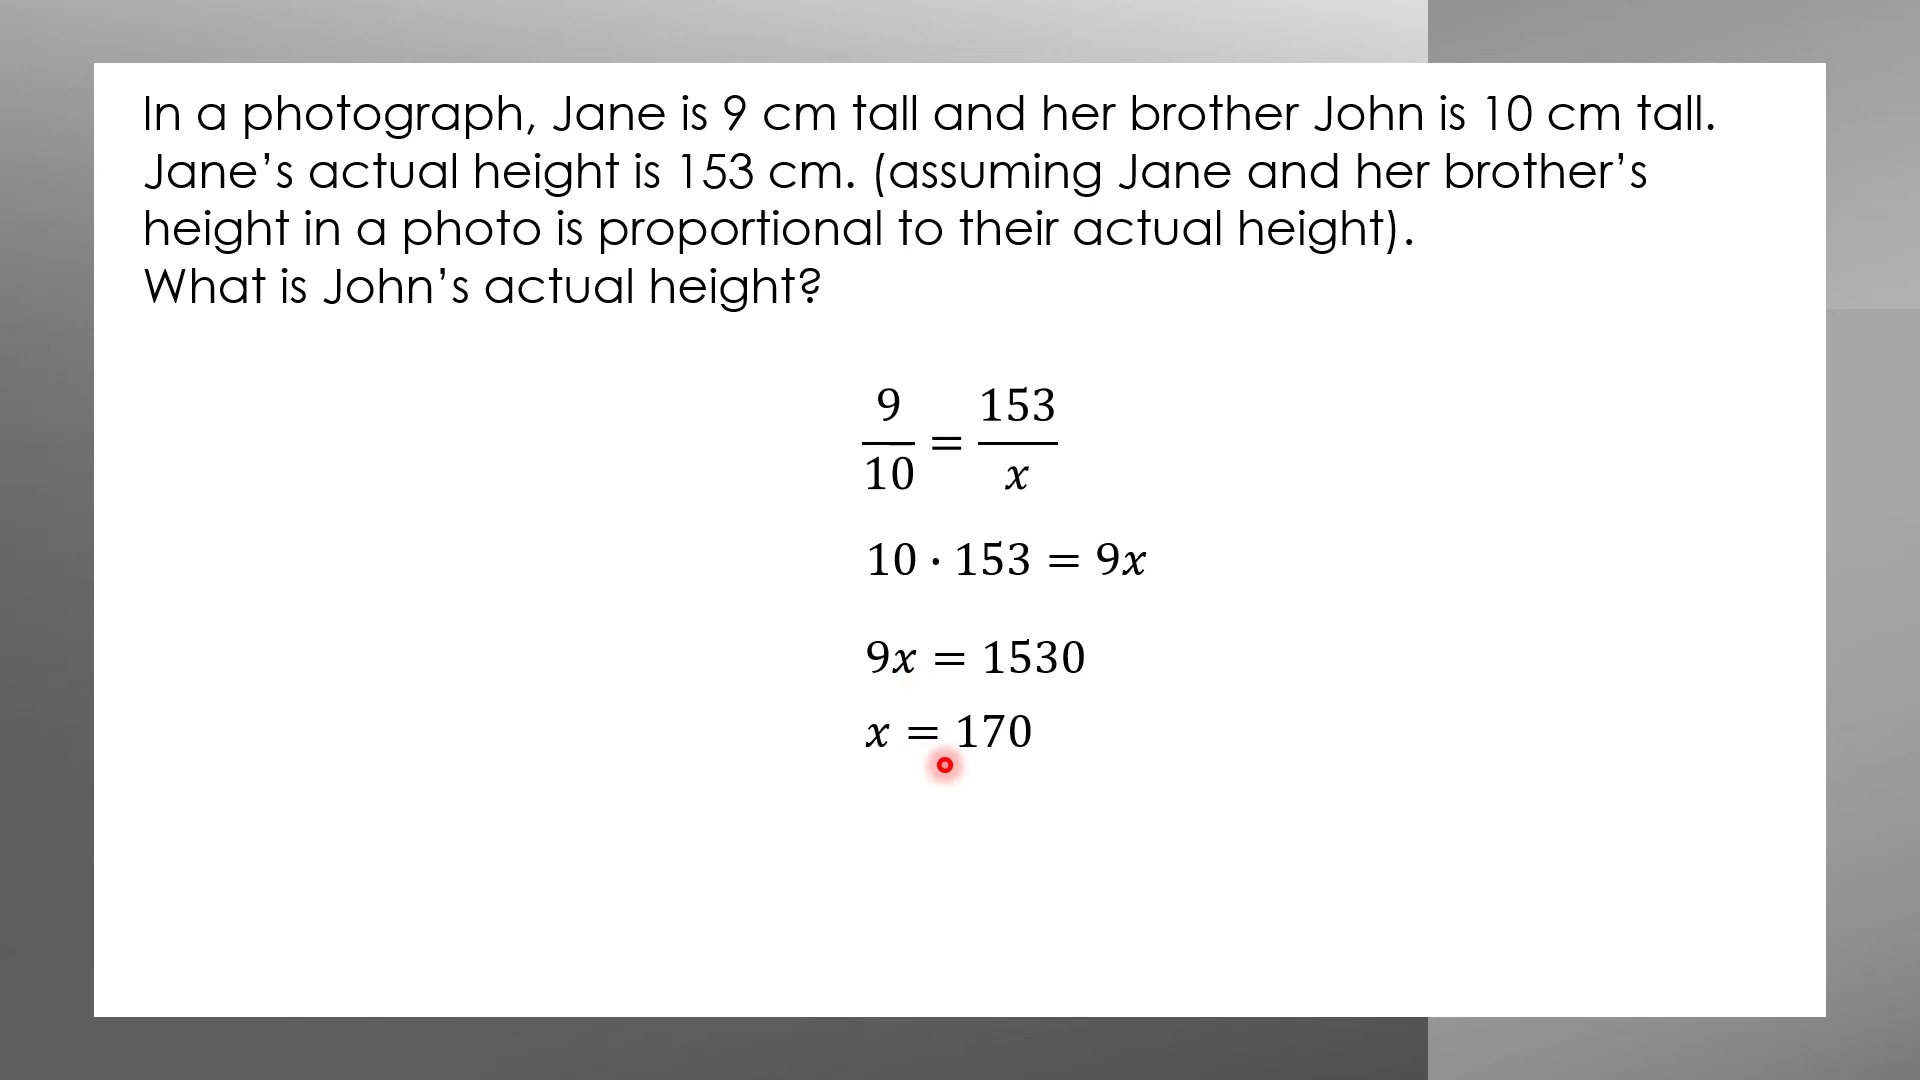 In a photograph, Jane is 9 cm tall and her brother John is 10 cm tall.
Jane’s actual height is 153 cm. (assuming Jane and her brother’s
height in a photo is proportional to their actual height).
What is John’s actual height?
9/10 = 153/x
10 · 153 = 9x
9x = 1530
x = 170